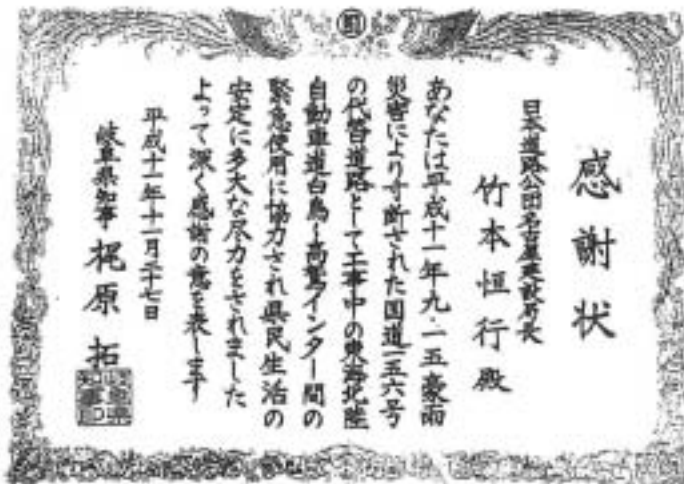 感謝状
日本道路公団名古屋建設局長
竹本恒行殿
あなたは平成十一年九・一五豪雨
災害により寸断された国道一五六号
の代替道路として工事中の東海北陸
自動車道白鳥~高鷲インター間の
緊急使用に協力され県民生活の
安定に多大な尽力をされました
よって深く感謝の意を表します
平成十一年十一月二十七日
岐阜県知事 梶原拓